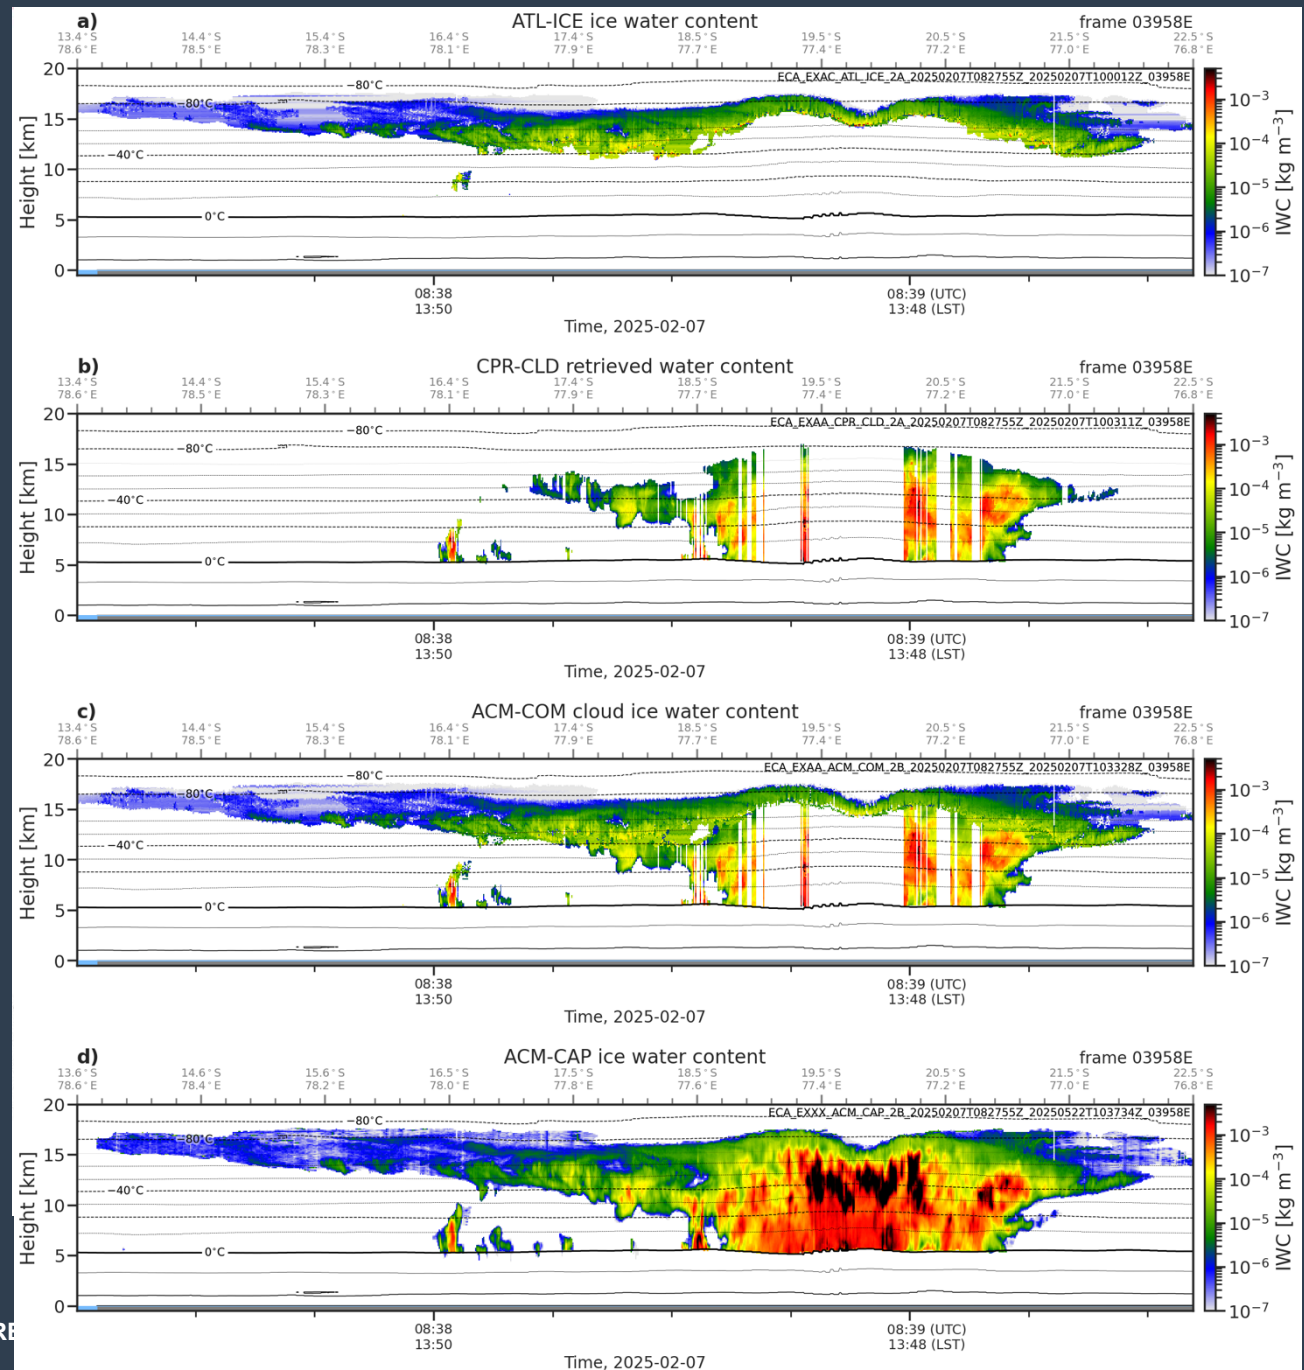 a) ATL-ICE ice water content frame 03958E
13.4°S 14.4°S 15.4°S 16.4°S 17.4°S 18.5°S 19.5°S 20.5°S 21.5°S 22.5°S
78.6°E 78.5°E 78.3°E 78.1°E 77.9°E 77.7°E 77.4°E 77.2°E 77.0°E 76.8°E
ECA_EXAC_ATL_ICE_2A_20250207T082755Z_20250207T100012Z_03958E
20
15
10
5
0
Height [km]
−80°C
−80°C
−40°C
0°C
10⁻³
10⁻⁴
10⁻⁵
10⁻⁶
10⁻⁷
IWC [kg m⁻³]
08:38 08:39 (UTC)
13:50 13:48 (LST)
Time, 2025-02-07
b) CPR-CLD retrieved water content frame 03958E
13.4°S 14.4°S 15.4°S 16.4°S 17.4°S 18.5°S 19.5°S 20.5°S 21.5°S 22.5°S
78.6°E 78.5°E 78.3°E 78.1°E 77.9°E 77.7°E 77.4°E 77.2°E 77.0°E 76.8°E
ECA_EXAA_CPR_CLD_2A_20250207T082755Z_20250207T100311Z_03958E
20
15
10
5
0
Height [km]
−80°C
−80°C
−40°C
0°C
10⁻³
10⁻⁴
10⁻⁵
10⁻⁶
10⁻⁷
IWC [kg m⁻³]
08:38 08:39 (UTC)
13:50 13:48 (LST)
Time, 2025-02-07
c) ACM-COM cloud ice water content frame 03958E
13.4°S 14.4°S 15.4°S 16.4°S 17.4°S 18.5°S 19.5°S 20.5°S 21.5°S 22.5°S
78.6°E 78.5°E 78.3°E 78.1°E 77.9°E 77.7°E 77.4°E 77.2°E 77.0°E 76.8°E
ECA_EXAA_ACM_COM_2B_20250207T082755Z_20250207T103328Z_03958E
20
15
10
5
0
Height [km]
−80°C
−80°C
−40°C
0°C
10⁻³
10⁻⁴
10⁻⁵
10⁻⁶
10⁻⁷
IWC [kg m⁻³]
08:38 08:39 (UTC)
13:50 13:48 (LST)
Time, 2025-02-07
d) ACM-CAP ice water content frame 03958E
13.6°S 14.6°S 15.6°S 16.5°S 17.5°S 18.5°S 19.5°S 20.5°S 21.5°S 22.5°S
78.6°E 78.4°E 78.2°E 78.0°E 77.8°E 77.6°E 77.4°E 77.2°E 77.0°E 76.8°E
ECA_EXXX_ACM_CAP_2B_20250207T082755Z_20250522T103734Z_03958E
20
15
10
5
0
Height [km]
−80°C
−80°C
−40°C
0°C
10⁻³
10⁻⁴
10⁻⁵
10⁻⁶
10⁻⁷
IWC [kg m⁻³]
08:38 08:39 (UTC)
13:50 13:48 (LST)
Time, 2025-02-07